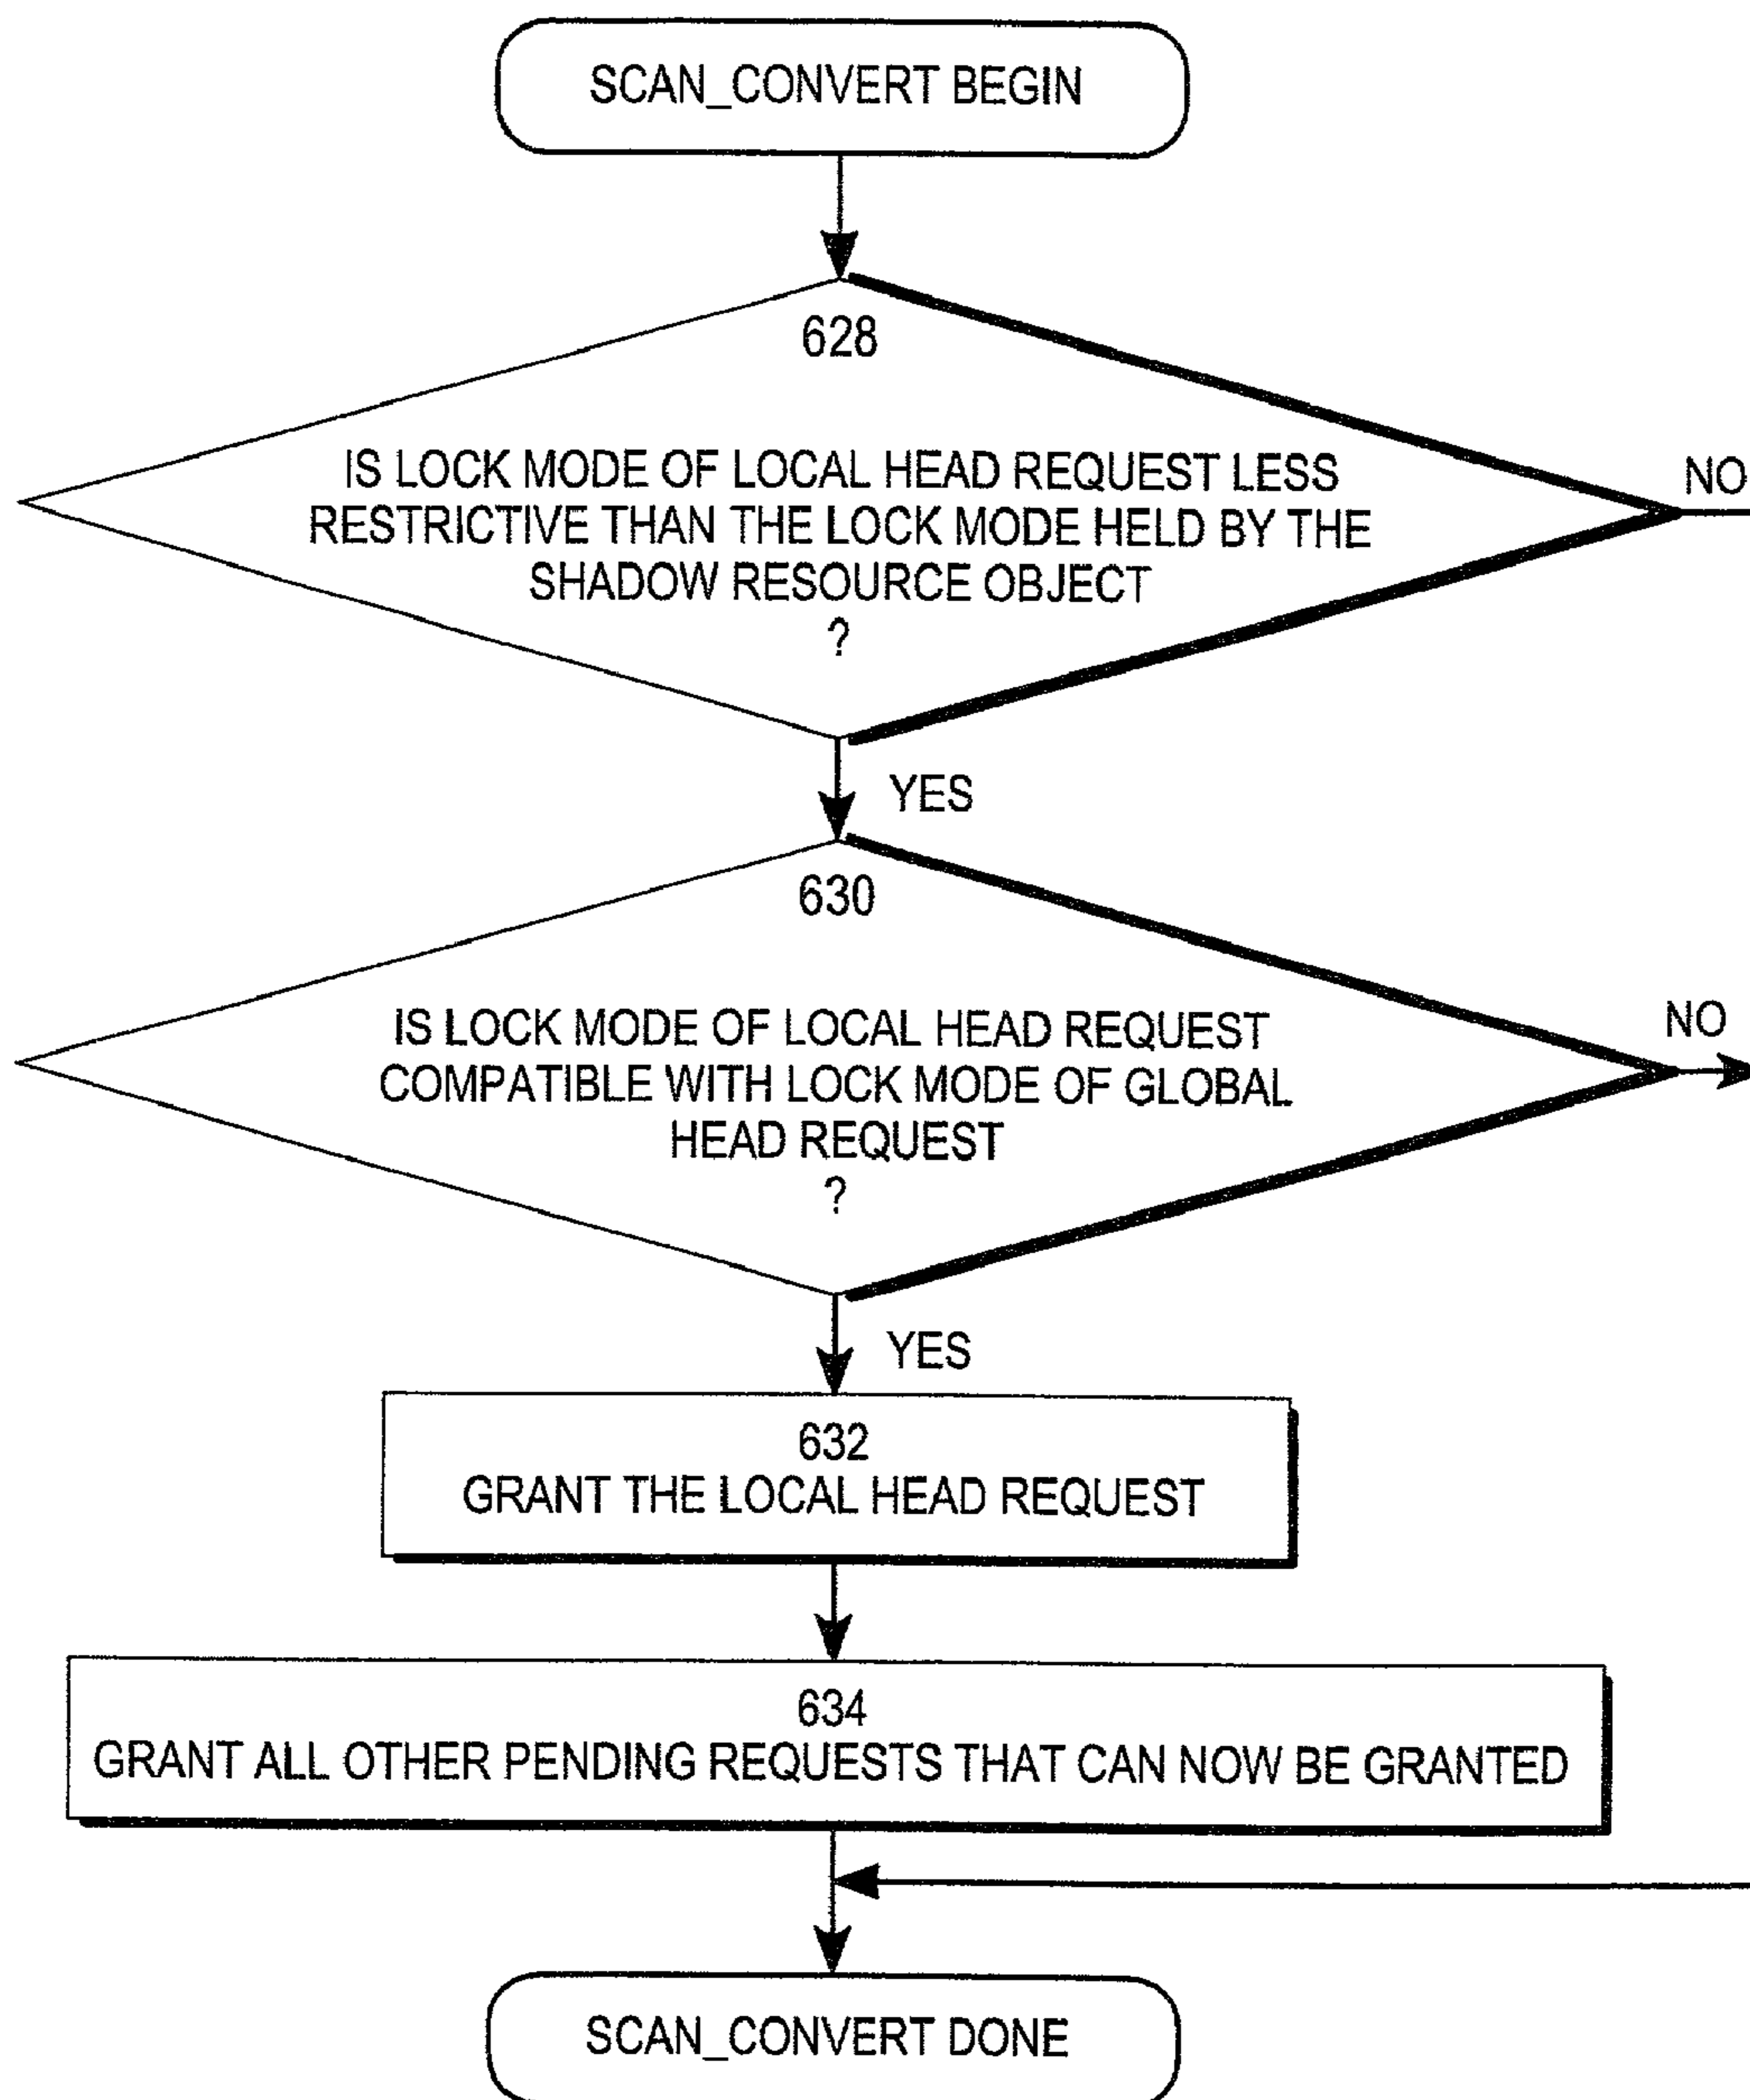 SCAN_CONVERT BEGIN
628
IS LOCK MODE OF LOCAL HEAD REQUEST LESS
RESTRICTIVE THAN THE LOCK MODE HELD BY THE
SHADOW RESOURCE OBJECT
?
NO
YES
630
IS LOCK MODE OF LOCAL HEAD REQUEST
COMPATIBLE WITH LOCK MODE OF GLOBAL
HEAD REQUEST
?
NO
YES
632
GRANT THE LOCAL HEAD REQUEST
634
GRANT ALL OTHER PENDING REQUESTS THAT CAN NOW BE GRANTED
SCAN_CONVERT DONE